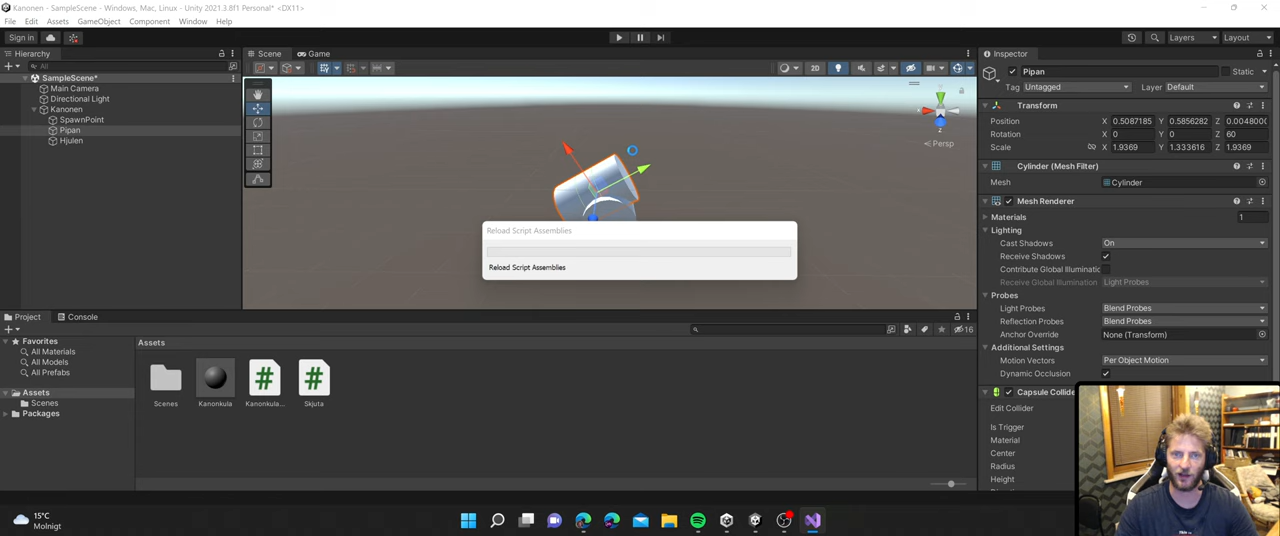 Kanonen - SampleScene - Windows, Mac, Linux - Unity 2021.3.8f1 Personal* <DX11>
File Edit Assets GameObject Component Window Help
Sign in
Layers
Layout
Hierarchy
All
SampleScene*
Main Camera
Directional Light
Kanonen
SpawnPoint
Pipan
Hjulen
Scene
Game
2D
y
z
Persp
Reload Script Assemblies
Reload Script Assemblies
Project
Console
16
Favorites
All Materials
All Models
All Prefabs
Assets
Scenes
Packages
Assets
Scenes
Kanonkula
Kanonkula...
Skjuta
Inspector
Pipan
Static
Tag Untagged Layer Default
Transform
Position X 0.5087185 Y 0.5856282 Z 0.004800
Rotation X 0 Y 0 Z 60
Scale X 1.9369 Y 1.333616 Z 1.9369
Cylinder (Mesh Filter)
Mesh Cylinder
Mesh Renderer
Materials 1
Lighting
Cast Shadows On
Receive Shadows
Contribute Global Illuminatic
Receive Global Illumination Light Probes
Probes
Light Probes Blend Probes
Reflection Probes Blend Probes
Anchor Override None (Transform)
Additional Settings
Motion Vectors Per Object Motion
Dynamic Occlusion
Capsule Collide
Edit Collider
Is Trigger
Material
Center
Radius
Height
15°C
Molnigt